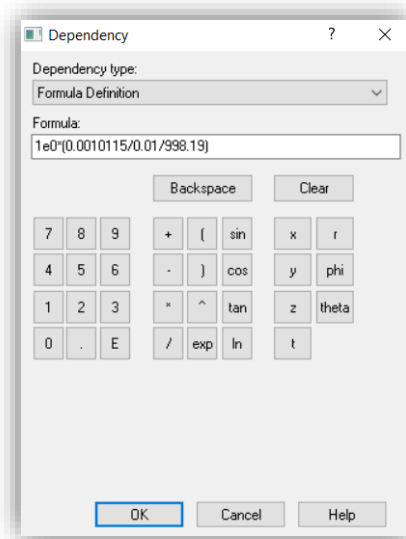 Dependency ? ×
Dependency type:
Formula Definition
Formula:
1e0*(0.0010115/0.01/998.19)
Backspace Clear
7 8 9 + ( sin x r
4 5 6 - ) cos y phi
1 2 3 * ^ tan z theta
0 . E / exp ln t
OK Cancel Help